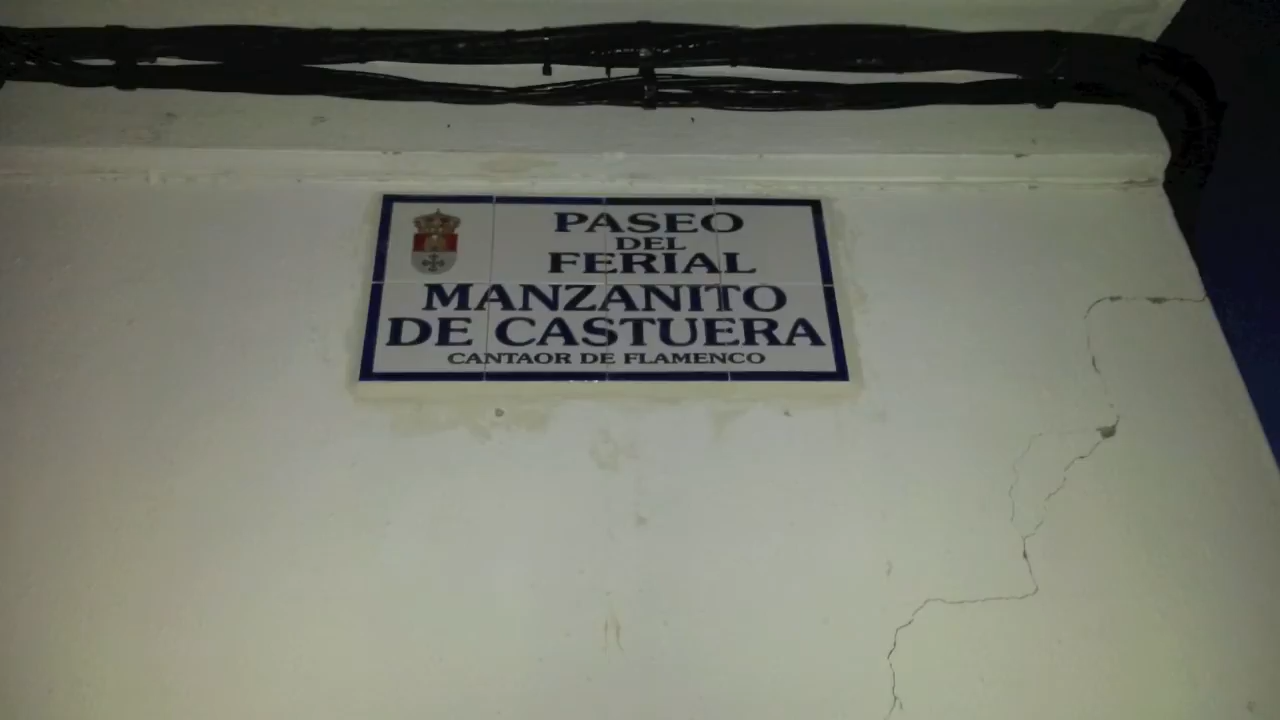 PASEO
DEL
FERIAL
MANZANITO
DE CASTUERA
CANTAOR DE FLAMENCO